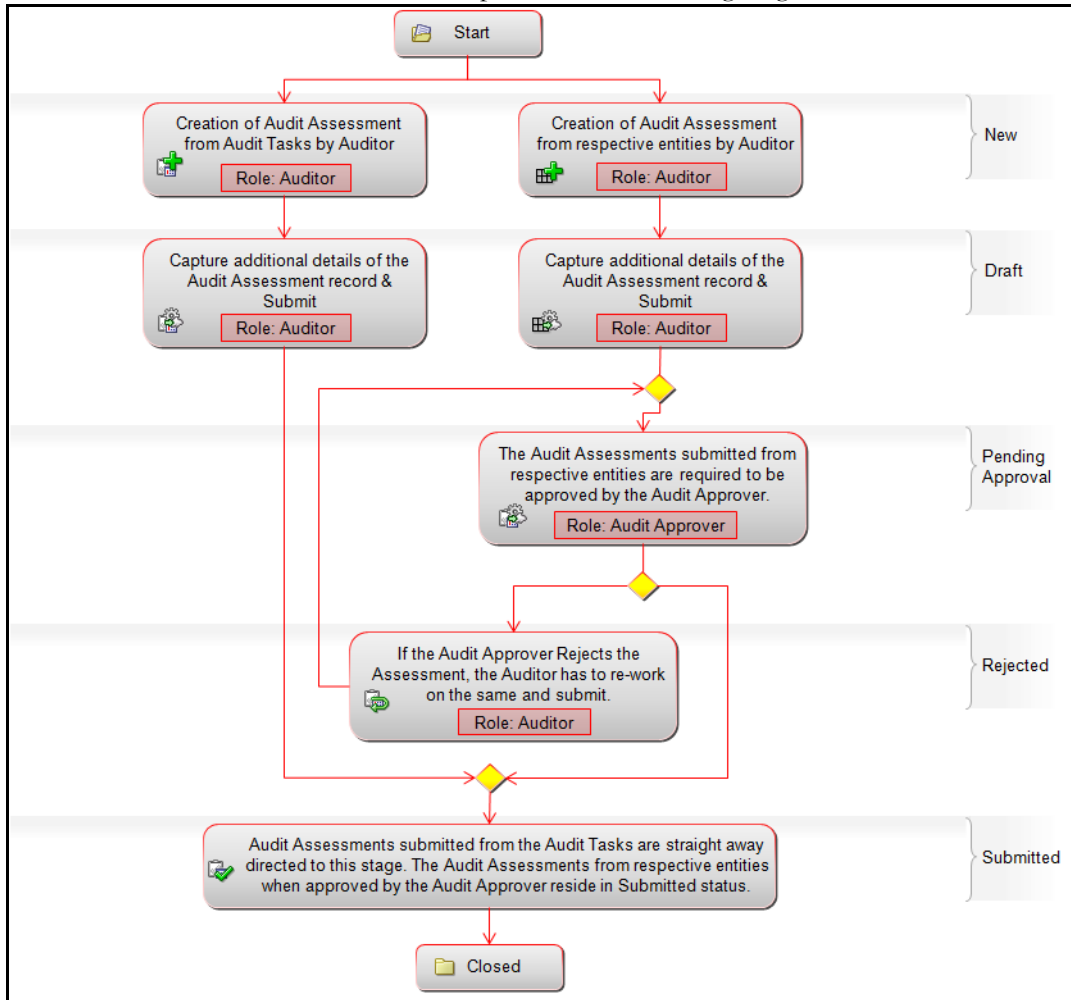 Start
Creation of Audit Assessment
from Audit Tasks by Auditor
Role: Auditor
Creation of Audit Assessment
from respective entities by Auditor
Role: Auditor
New
Capture additional details of the
Audit Assessment record &
Submit
Role: Auditor
Capture additional details of the
Audit Assessment record &
Submit
Role: Auditor
Draft
The Audit Assessments submitted from
respective entities are required to be
approved by the Audit Approver.
Role: Audit Approver
Pending
Approval
If the Audit Approver Rejects the
Assessment, the Auditor has to re-work
on the same and submit.
Role: Auditor
Rejected
Audit Assessments submitted from the Audit Tasks are straight away
directed to this stage. The Audit Assessments from respective entities
when approved by the Audit Approver reside in Submitted status.
Submitted
Closed